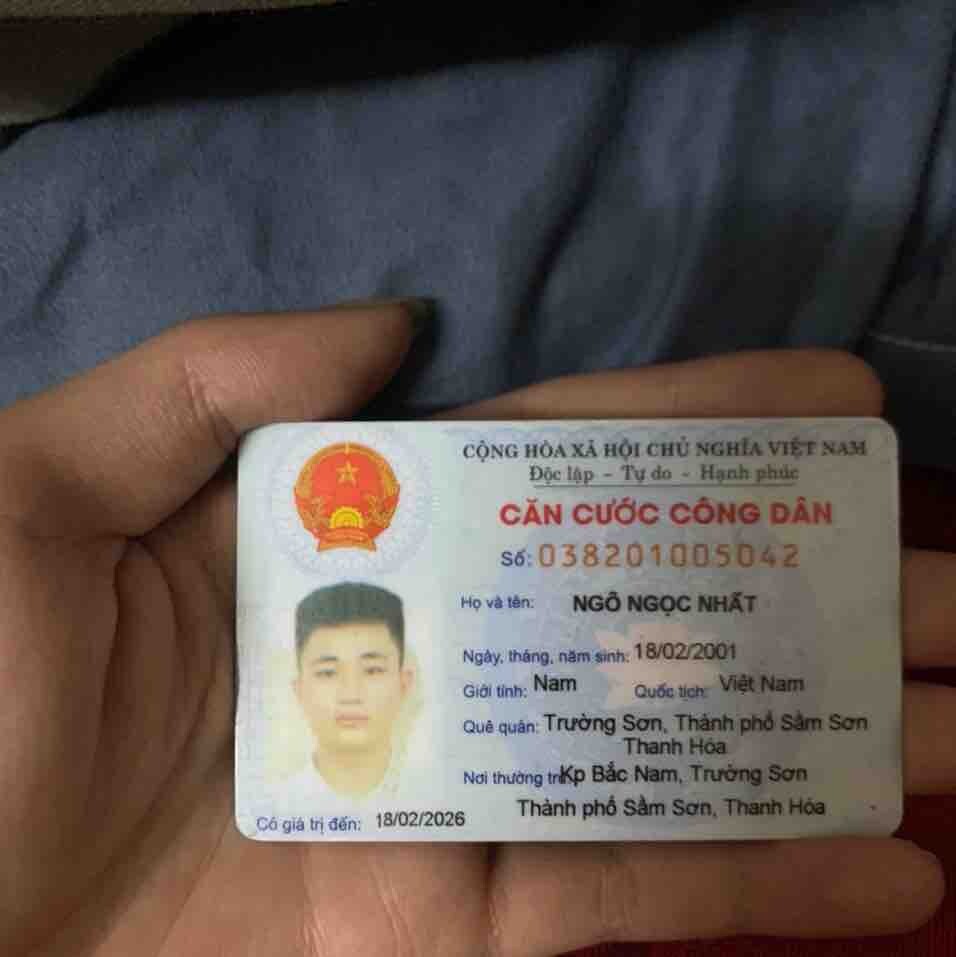 CỘNG HÒA XÃ HỘI CHỦ NGHĨA VIỆT NAM
Độc lập - Tự do - Hạnh phúc
CĂN CƯỚC CÔNG DÂN
Số: 038201005042
Họ và tên: NGÔ NGỌC NHẤT
Ngày, tháng, năm sinh: 18/02/2001
Giới tính: Nam Quốc tịch: Việt Nam
Quê quán: Trường Sơn, Thành phố Sầm Sơn
Thanh Hóa
Nơi thường trú: Kp Bắc Nam, Trường Sơn
Thành phố Sầm Sơn, Thanh Hóa
Có giá trị đến: 18/02/2026